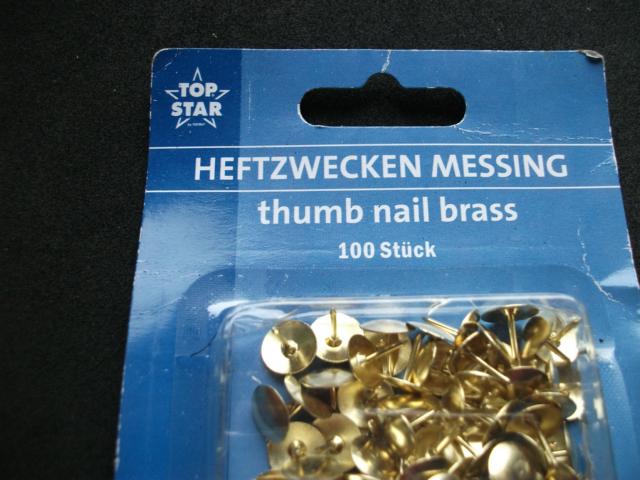 TOP
STAR
HEFTZWECKEN MESSING
thumb nail brass
100 Stück